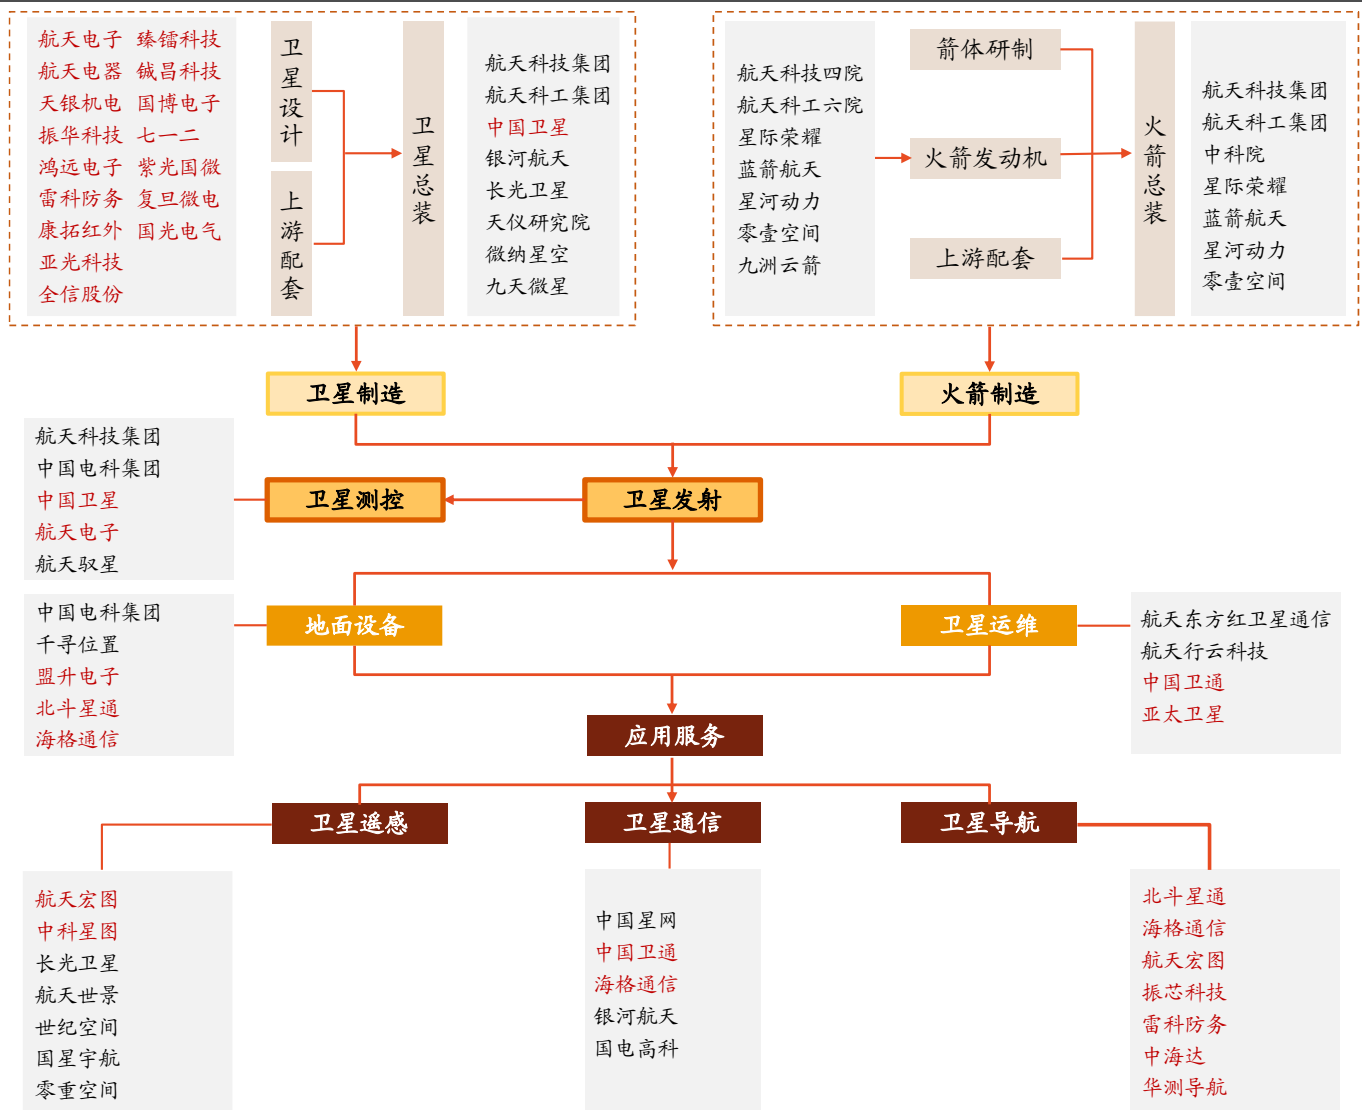 航天电子 臻镭科技
航天电器 铖昌科技
天银机电 国博电子
振华科技 七一二
鸿远电子 紫光国微
雷科防务 复旦微电
康拓红外 国光电气
亚光科技
全信股份
卫星设计
上游配套
卫星总装
航天科技集团
航天科工集团
中国卫星
银河航天
长光卫星
天仪研究院
微纳星空
九天微星
航天科技四院
航天科工六院
星际荣耀
蓝箭航天
星河动力
零壹空间
九洲云箭
箭体研制
火箭发动机
上游配套
火箭总装
航天科技集团
航天科工集团
中科院
星际荣耀
蓝箭航天
星河动力
零壹空间
卫星制造
火箭制造
航天科技集团
中国电科集团
中国卫星
航天电子
航天驭星
卫星测控
卫星发射
中国电科集团
千寻位置
盟升电子
北斗星通
海格通信
地面设备
卫星运维
航天东方红卫星通信
航天行云科技
中国卫通
亚太卫星
应用服务
卫星遥感
卫星通信
卫星导航
航天宏图
中科星图
长光卫星
航天世景
世纪空间
国星宇航
零重空间
中国星网
中国卫通
海格通信
银河航天
国电高科
北斗星通
海格通信
航天宏图
振芯科技
雷科防务
中海达
华测导航